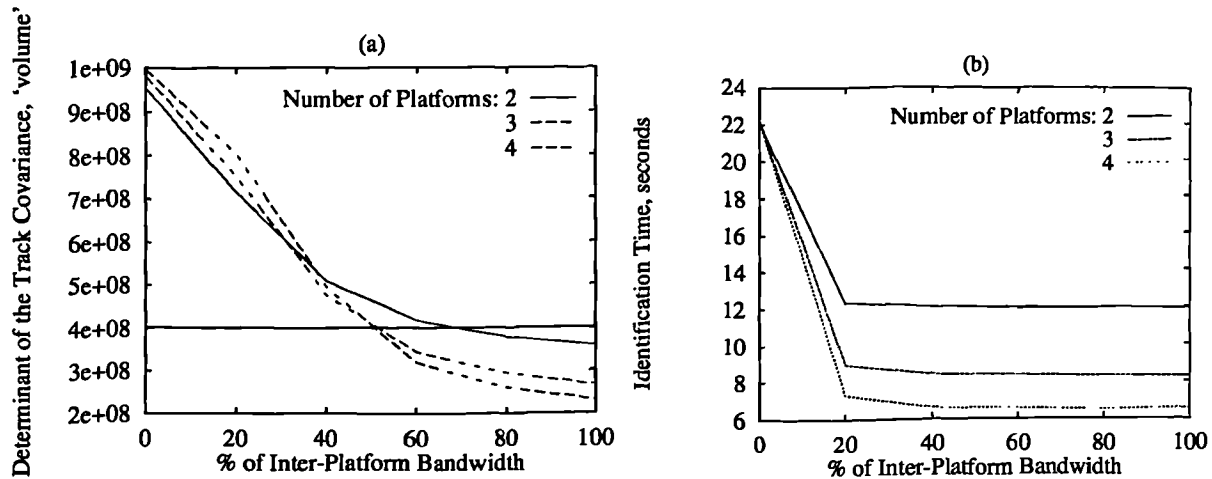 (a)
Determinant of the Track Covariance, 'volume'
1e+09
9e+08
8e+08
7e+08
6e+08
5e+08
4e+08
3e+08
2e+08
Number of Platforms: 2
3
4
0 20 40 60 80 100
% of Inter-Platform Bandwidth
(b)
Identification Time, seconds
24
22
20
18
16
14
12
10
8
6
Number of Platforms: 2
3
4
0 20 40 60 80 100
% of Inter-Platform Bandwidth